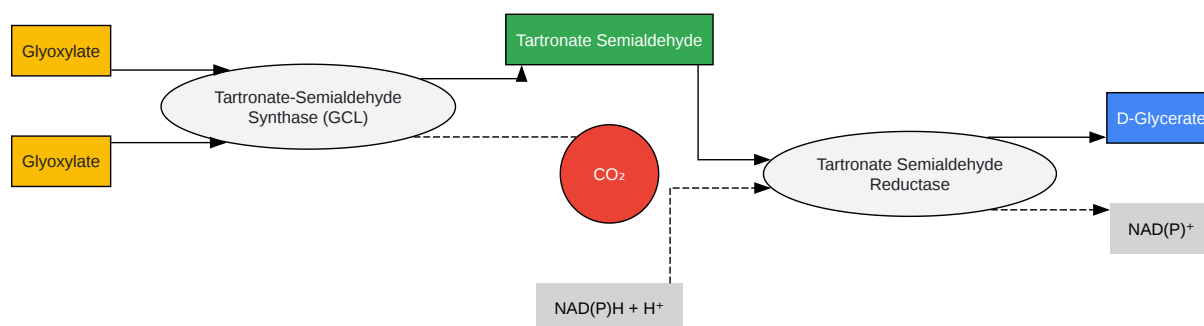 Glyoxylate
Glyoxylate
Tartronate-Semialdehyde
Synthase (GCL)
Tartronate Semialdehyde
CO₂
NAD(P)H + H⁺
Tartronate Semialdehyde
Reductase
D-Glycerate
NAD(P)⁺